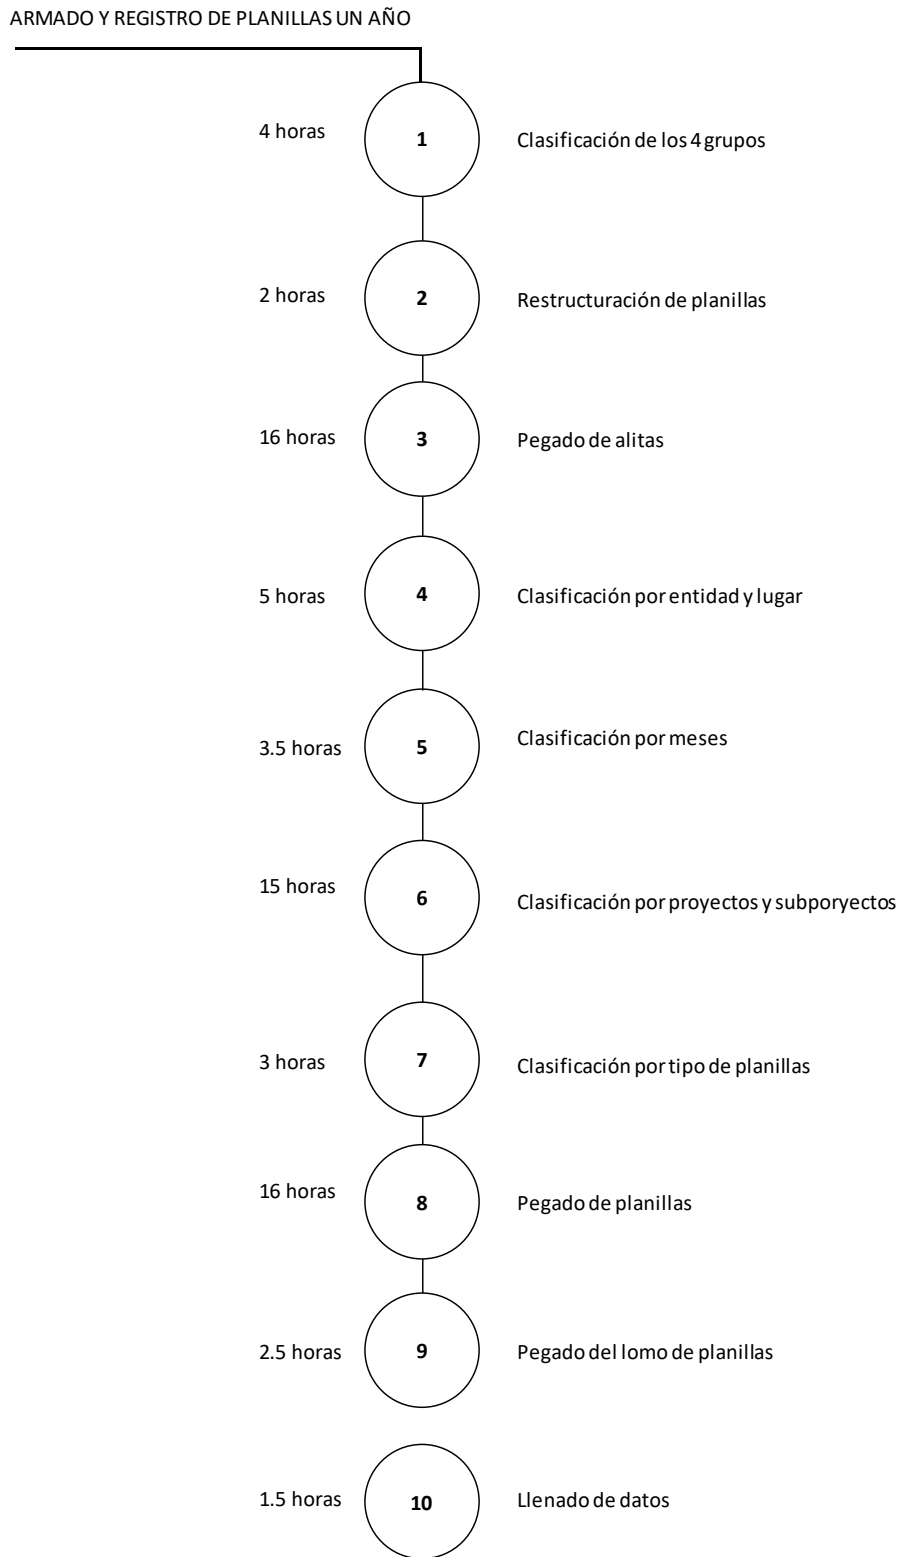 ARMADO Y REGISTRO DE PLANILLAS UN AÑO
4 horas 1 Clasificación de los 4 grupos
2 horas 2 Restructuración de planillas
16 horas 3 Pegado de alitas
5 horas 4 Clasificación por entidad y lugar
3.5 horas 5 Clasificación por meses
15 horas 6 Clasificación por proyectos y subporyectos
3 horas 7 Clasificación por tipo de planillas
16 horas 8 Pegado de planillas
2.5 horas 9 Pegado del lomo de planillas
1.5 horas 10 Llenado de datos